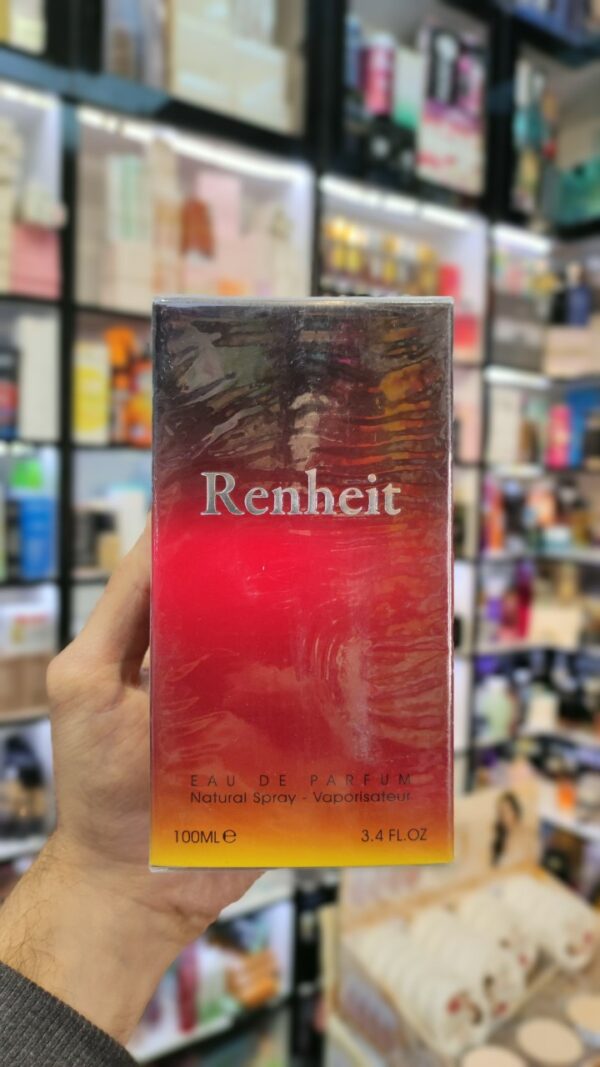 Renheit
EAU DE PARFUM
Natural Spray - Vaporisateur
100ML e
3.4 FL.OZ